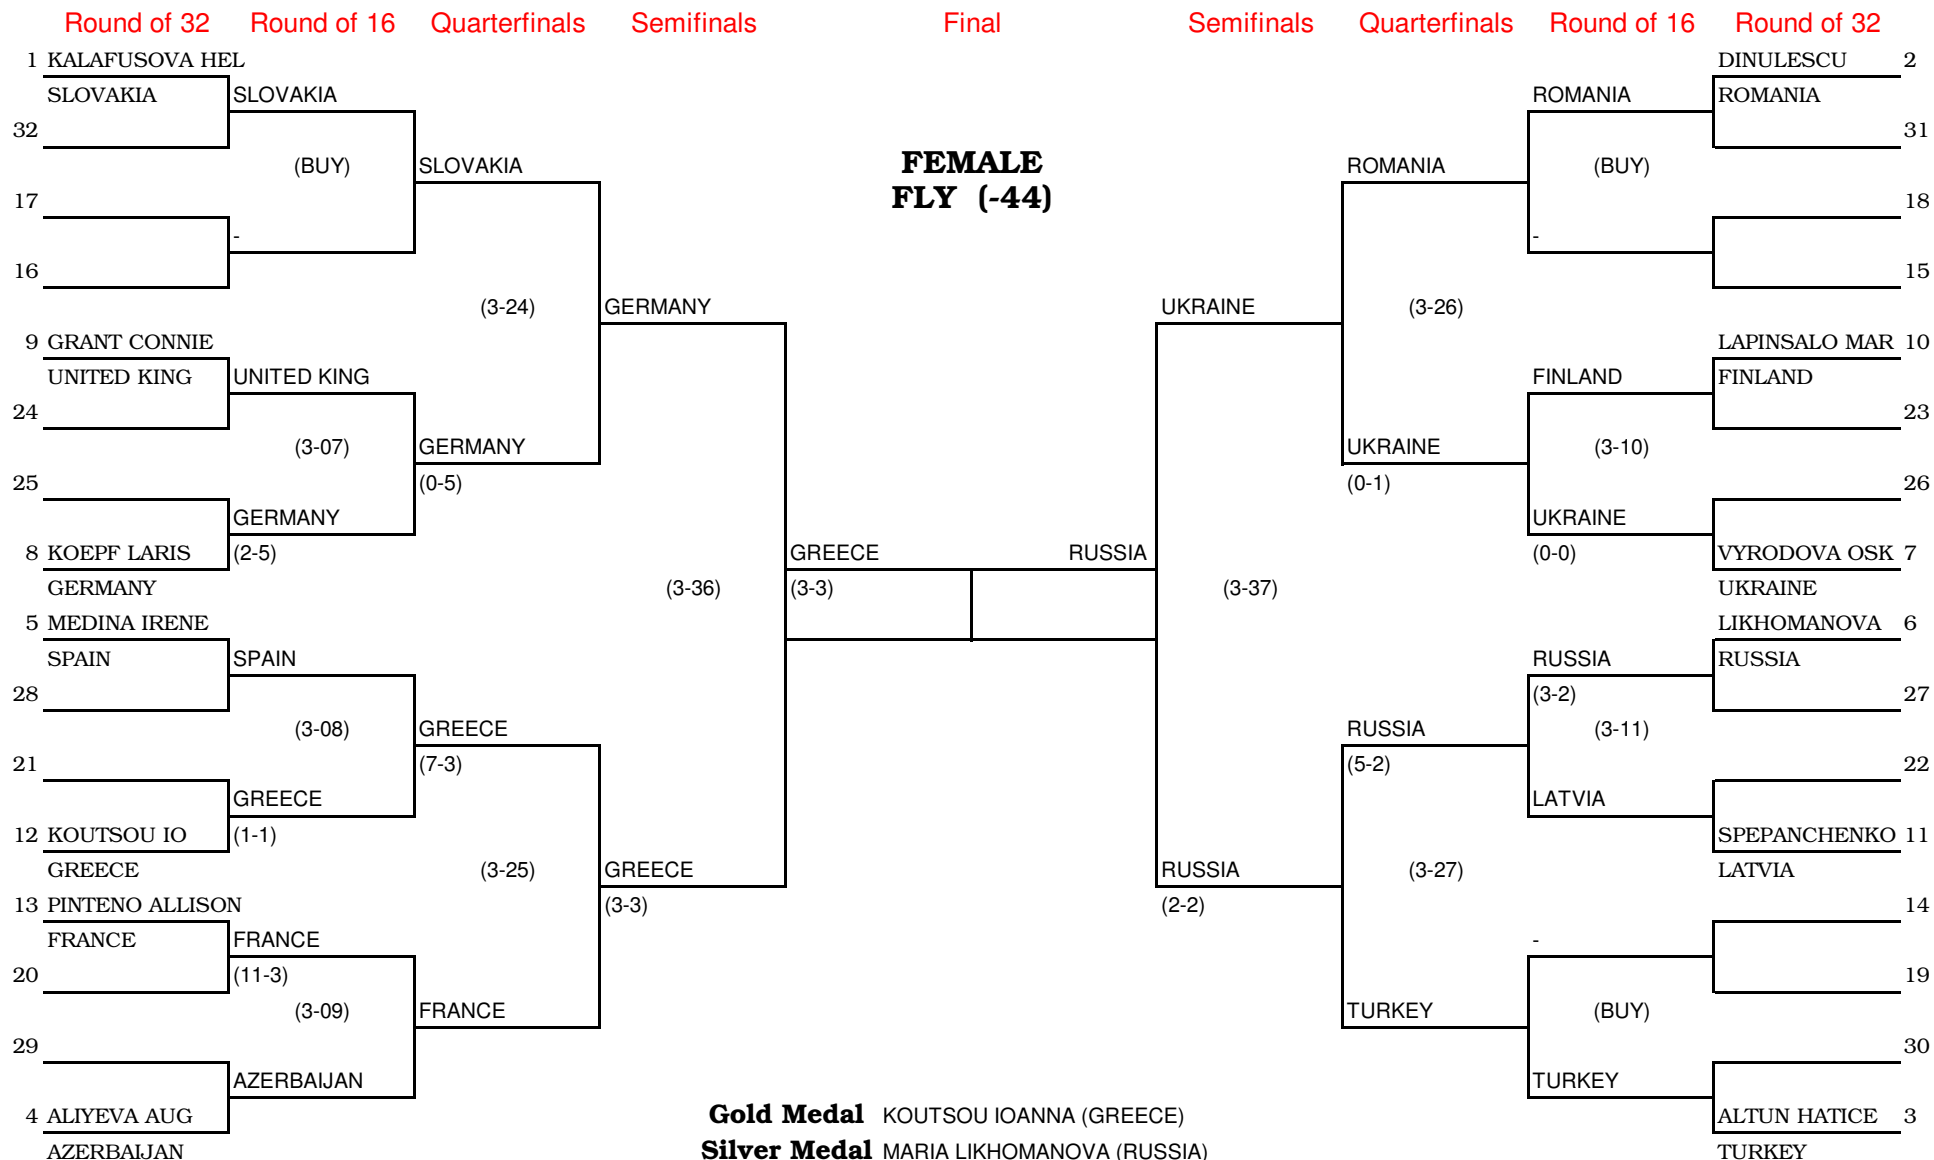 Round of 32 Round of 16 Quarterfinals Semifinals Final Semifinals Quarterfinals Round of 16 Round of 32
1 KALAFUSOVA HEL DINULESCU 2
SLOVAKIA SLOVAKIA ROMANIA ROMANIA
32 31
(BUY) SLOVAKIA FEMALE ROMANIA (BUY)
FLY (-44)
17 18
- -
16 15
(3-24) GERMANY UKRAINE (3-26)
9 GRANT CONNIE LAPINSALO MAR 10
UNITED KING UNITED KING FINLAND FINLAND
24 23
(3-07) GERMANY UKRAINE (3-10)
25 (0-5) (0-1) 26
GERMANY UKRAINE
8 KOEPF LARIS (2-5) GREECE RUSSIA (0-0) VYRODOVA OSK 7
GERMANY (3-36) (3-3) (3-37) UKRAINE
5 MEDINA IRENE LIKHOMANOVA 6
SPAIN SPAIN RUSSIA RUSSIA
28 (3-2) 27
(3-08) GREECE RUSSIA (3-11)
21 (7-3) (5-2) 22
GREECE LATVIA
12 KOUTSOU IO (1-1) SPEPANCHENKO 11
GREECE (3-25) GREECE RUSSIA (3-27) LATVIA
13 PINTENO ALLISON (3-3) (2-2) 14
FRANCE FRANCE -
20 (11-3) 19
(3-09) FRANCE TURKEY (BUY)
29 30
AZERBAIJAN TURKEY
4 ALIYEVA AUG Gold Medal KOUTSOU IOANNA (GREECE) ALTUN HATICE 3
AZERBAIJAN Silver Medal MARIA LIKHOMANOVA (RUSSIA) TURKEY